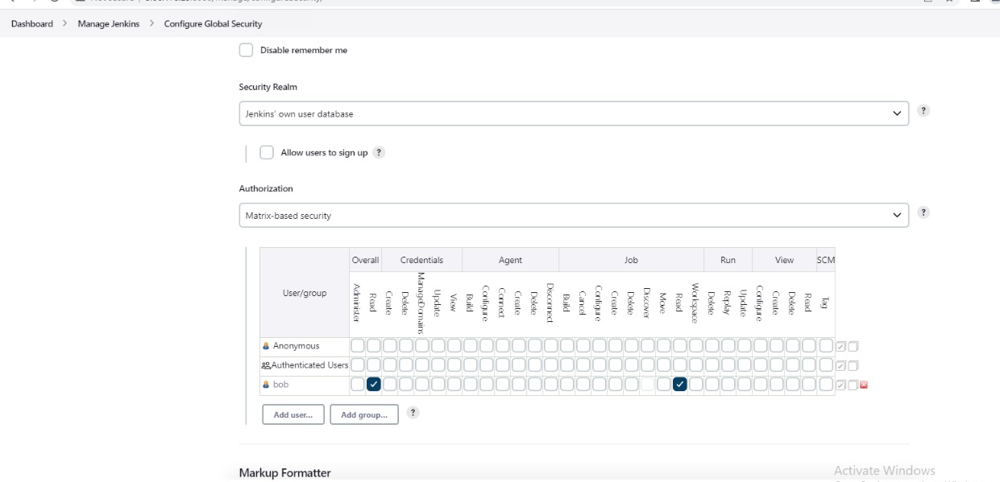 Dashboard > Manage Jenkins > Configure Global Security
Disable remember me
Security Realm
Jenkins' own user database
?
Allow users to sign up ?
Authorization
Matrix-based security
?
User/group
Overall Credentials Agent Job Run View SCM
Administer Read Create Delete ManageDomains Update View Build Configure Connect Create Delete Disconnect Build Cancel Configure Create Delete Discover Move Read Workspace Delete Replay Update Configure Create Delete Read Tag
Anonymous
Authenticated Users
bob
Add user... Add group... ?
Markup Formatter
Activate Windows